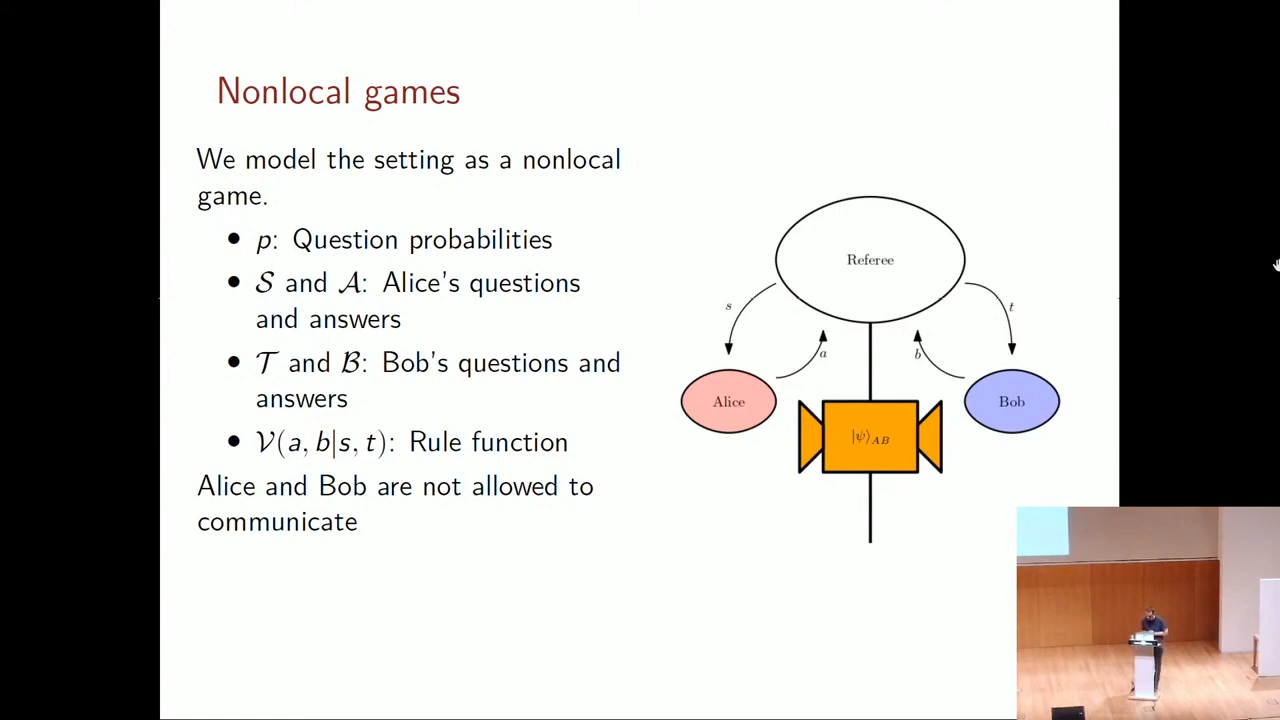 Nonlocal games
We model the setting as a nonlocal
game.
• p: Question probabilities
• 𝒮 and 𝒜: Alice's questions
and answers
• 𝒯 and ℬ: Bob's questions and
answers
• 𝒱(a, b|s, t): Rule function
Alice and Bob are not allowed to
communicate
Referee
s
t
a
b
Alice
Bob
|ψ⟩AB